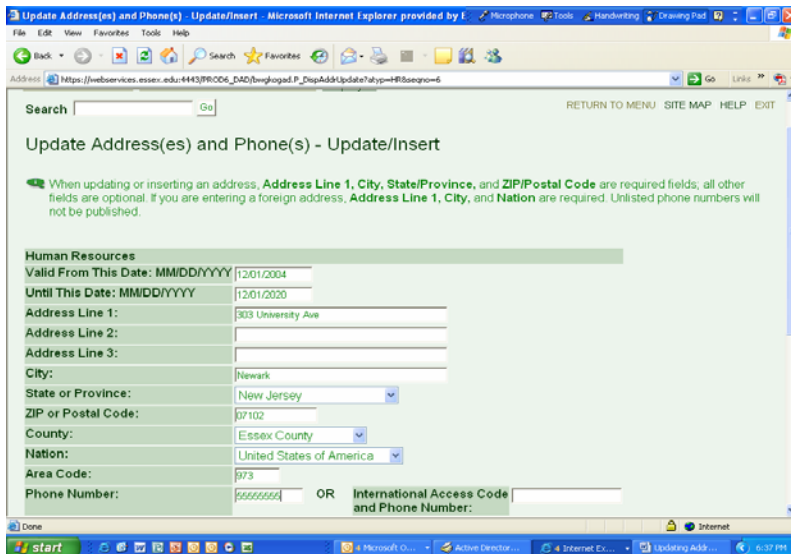 Update Address(es) and Phone(s) - Update/Insert - Microsoft Internet Explorer provided by E
Microphone Tools Handwriting Drawing Pad
File Edit View Favorites Tools Help
Back Search Favorites
Address https://webservices.essex.edu:4443/PROD6_DAD/bwgkogad.P_DispAddrUpdate?atyp=HR&seqno=6 Go Links
Search Go RETURN TO MENU SITE MAP HELP EXIT
Update Address(es) and Phone(s) - Update/Insert
When updating or inserting an address, Address Line 1, City, State/Province, and ZIP/Postal Code are required fields; all other
fields are optional. If you are entering a foreign address, Address Line 1, City, and Nation are required. Unlisted phone numbers will
not be published.
Human Resources
Valid From This Date: MM/DD/YYYY 12/01/2004
Until This Date: MM/DD/YYYY 12/01/2020
Address Line 1: 303 University Ave
Address Line 2:
Address Line 3:
City: Newark
State or Province: New Jersey
ZIP or Postal Code: 07102
County: Essex County
Nation: United States of America
Area Code: 973
Phone Number: OR International Access Code
and Phone Number:
Done Internet
start 4 Microsoft O... Active Director... 4 Internet Ex... Updating Addr... 6:37 PM